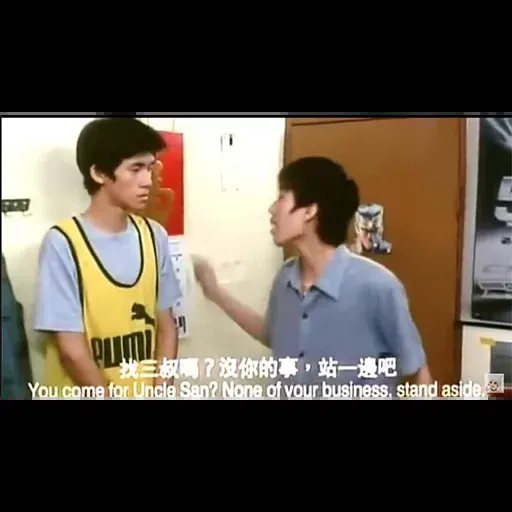 PUMA
找三叔嗎？沒你的事，站一邊吧
You come for Uncle San? None of your business, stand aside.